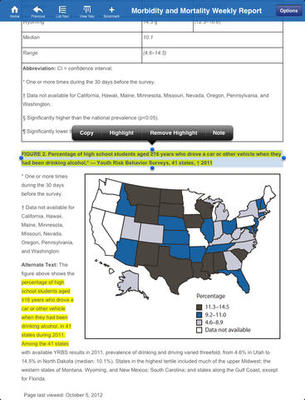 Home
Previous
List Nav
View Nav
Bookmark
Morbidity and Mortality Weekly Report
Options
Wyoming
Median
10.1
Range
(4.6–14.5)
Abbreviation: CI = confidence interval.
* One or more times during the 30 days before the survey.
† Data not available for California, Hawaii, Maine, Minnesota, Missouri, Nevada, Oregon, Pennsylvania, and
Washington.
§ Significantly higher than the national prevalence (p<0.05).
¶ Significantly lower
Copy
Highlight
Remove Highlight
Note
FIGURE 2. Percentage of high school students aged ≥16 years who drove a car or other vehicle when they
had been drinking alcohol,* — Youth Risk Behavior Surveys, 41 states, † 2011
* One or more times
during the 30 days
before the survey.
† Data not available for
California, Hawaii,
Maine, Minnesota,
Missouri, Nevada,
Oregon, Pennsylvania,
and Washington.
Alternate Text: The
figure above shows the
percentage of high
school students aged
≥16 years who drove a
car or other vehicle
when they had been
drinking alcohol, in 41
states during 2011.
Among the 41 states
Percentage
11.3–14.5
9.2–11.0
4.6–8.9
Data not available
with available YRBS results in 2011, prevalence of drinking and driving varied threefold, from 4.6% in Utah to
14.5% in North Dakota (median: 10.1%). States in the highest tertile included much of the upper Midwest; the
western states of Montana, Wyoming, and New Mexico; South Carolina; and states along the Gulf Coast, except
for Florida.
Page last viewed: October 5, 2012